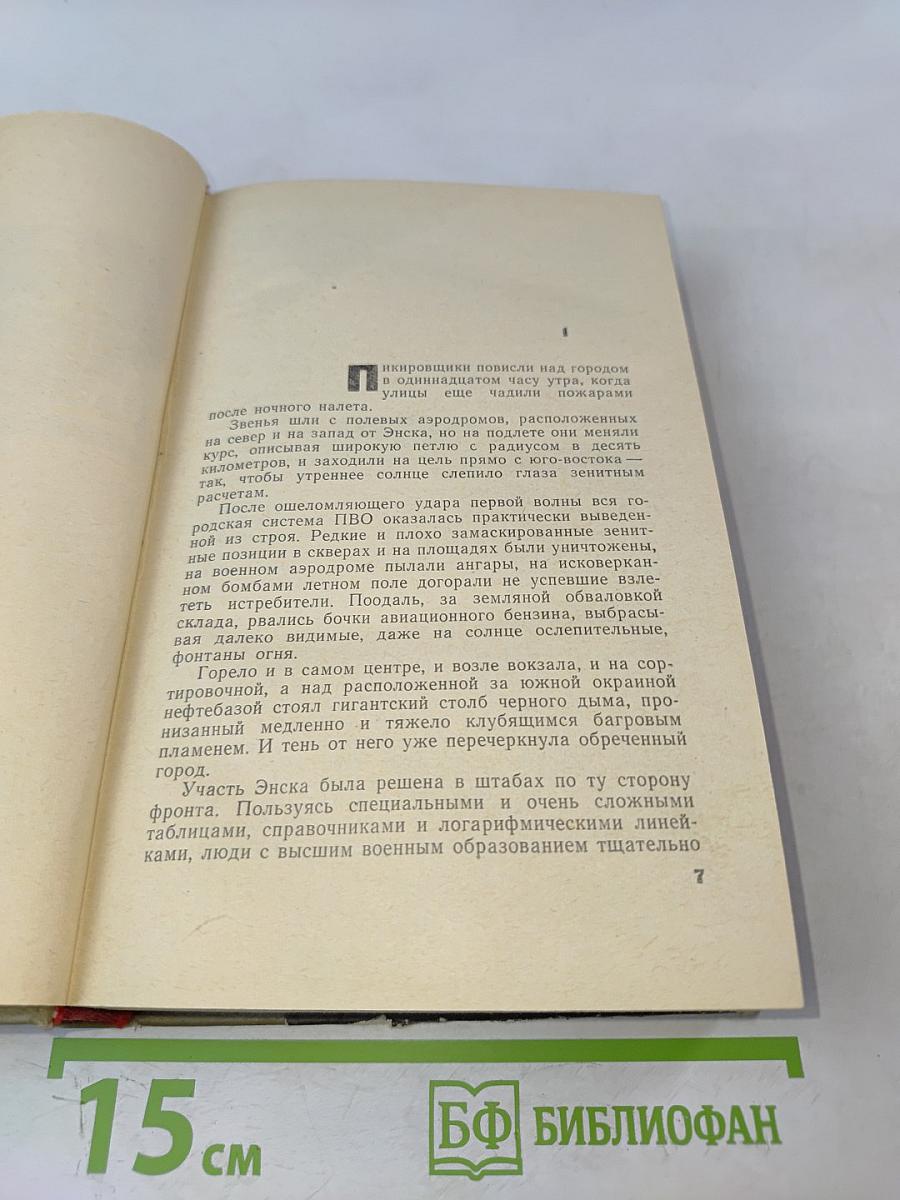 1
Пикировщики повисли над городом
в одиннадцатом часу утра, когда
улицы еще чадили пожарами
после ночного налета.
Звенья шли с полевых аэродромов, расположенных
на север и на запад от Энска, но на подлете они меняли
курс, описывая широкую петлю с радиусом в десять
километров, и заходили на цель прямо с юго-востока —
так, чтобы утреннее солнце слепило глаза зенитным
расчетам.
После ошеломляющего удара первой волны вся го-
родская система ПВО оказалась практически выведен-
ной из строя. Редкие и плохо замаскированные зенит-
ные позиции в скверах и на площадях были уничтожены,
на военном аэродроме пылали ангары, на исковеркан-
ном бомбами летном поле догорали не успевшие взле-
теть истребители. Поодаль, за земляной обваловкой
склада, рвались бочки авиационного бензина, выбрасы-
вая далеко видимые, даже на солнце ослепительные,
фонтаны огня.
Горело и в самом центре, и возле вокзала, и на сор-
тировочной, а над расположенной за южной окраиной
нефтебазой стоял гигантский столб черного дыма, про-
низанный медленно и тяжело клубящимся багровым
пламенем. И тень от него уже перечеркнула обреченный
город.
Участь Энска была решена в штабах по ту сторону
фронта. Пользуясь специальными и очень сложными
таблицами, справочниками и логарифмическими линей-
ками, люди с высшим военным образованием тщательно
7
15 см
БФ БИБЛИОФАН